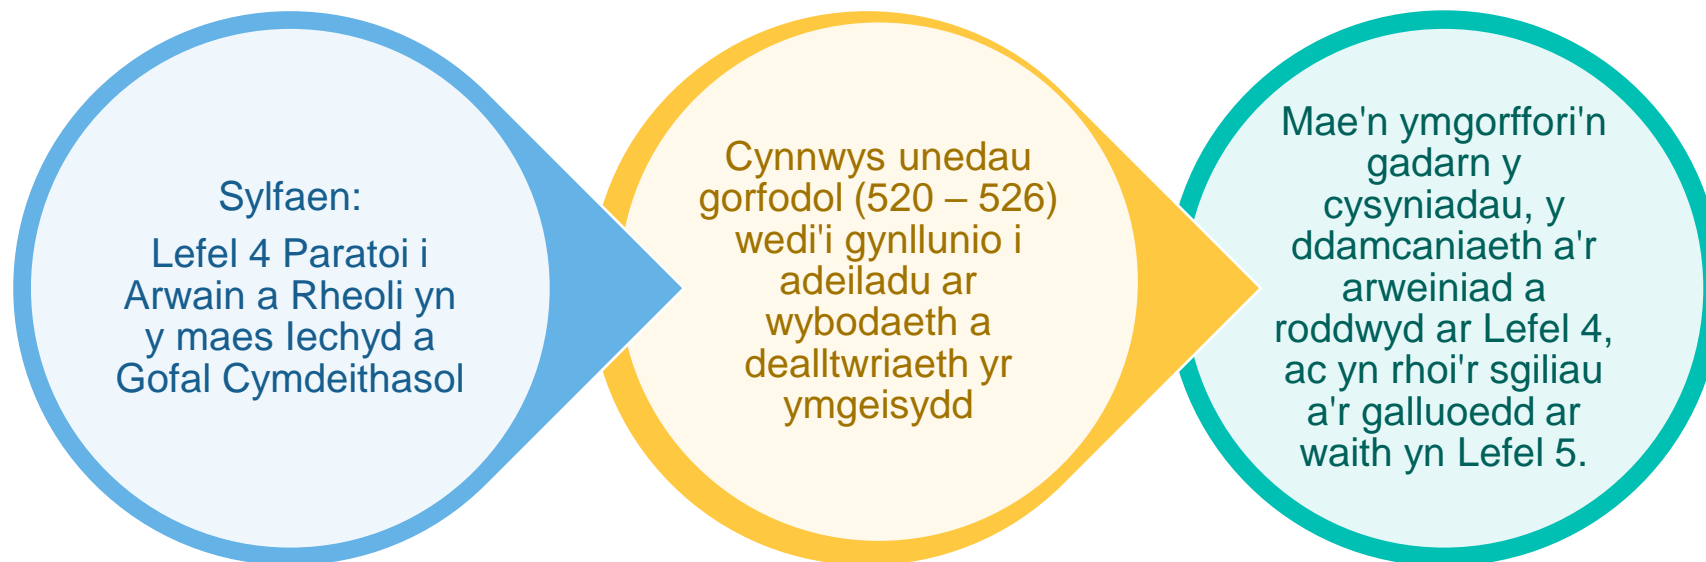 Sylfaen:
Lefel 4 Paratoi i
Arwain a Rheoli yn
y maes Iechyd a
Gofal Cymdeithasol
Cynnwys unedau
gorfodol (520 – 526)
wedi'i gynllunio i
adeiladu ar
wybodaeth a
dealltwriaeth yr
ymgeisydd
Mae'n ymgorffori'n
gadarn y
cysyniadau, y
ddamcaniaeth a'r
arweiniad a
roddwyd ar Lefel 4,
ac yn rhoi'r sgiliau
a'r galluoedd ar
waith yn Lefel 5.